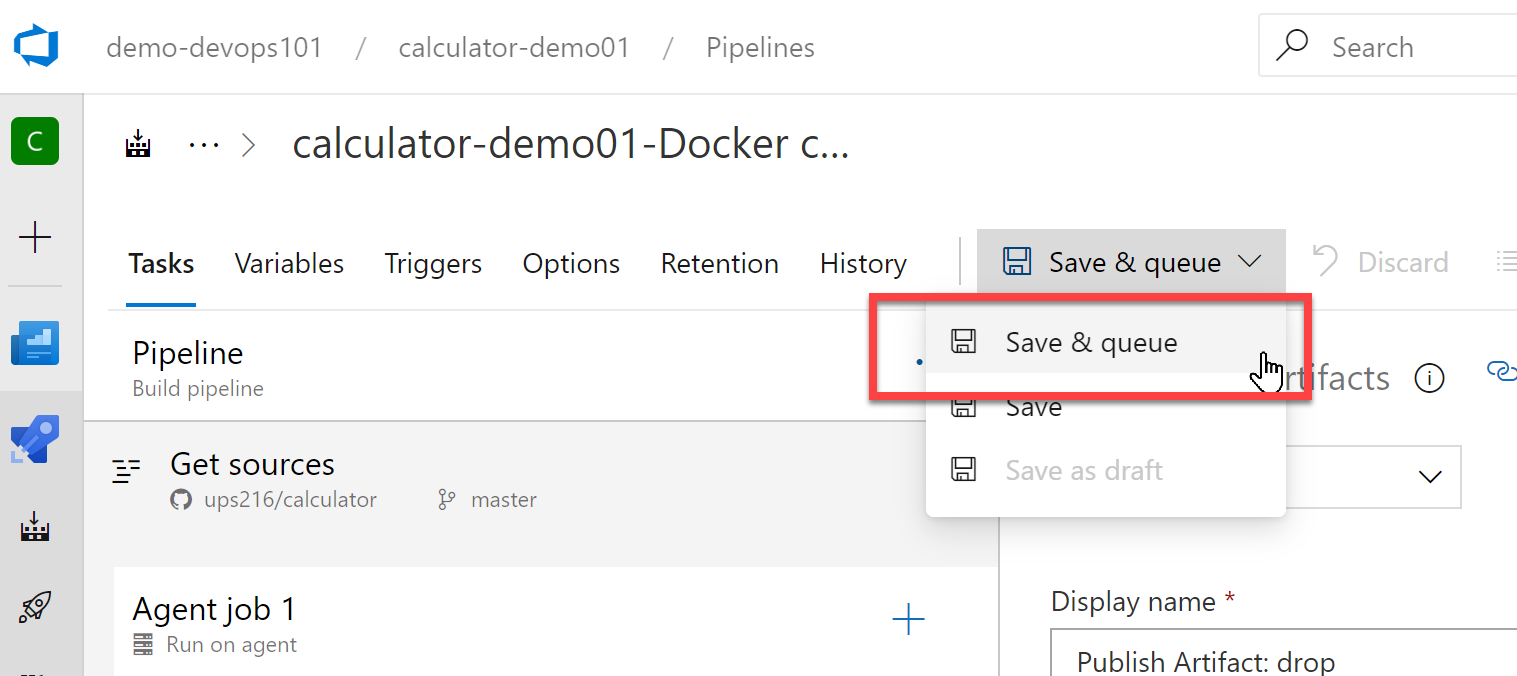 demo-devops101 / calculator-demo01 / Pipelines
Search
C
... > calculator-demo01-Docker c...
Tasks Variables Triggers Options Retention History Save & queue Discard
Save & queue
Pipeline
Build pipeline
rtifacts
Save
Save as draft
Get sources
ups216/calculator master
Agent job 1
Run on agent
Display name *
Publish Artifact: drop